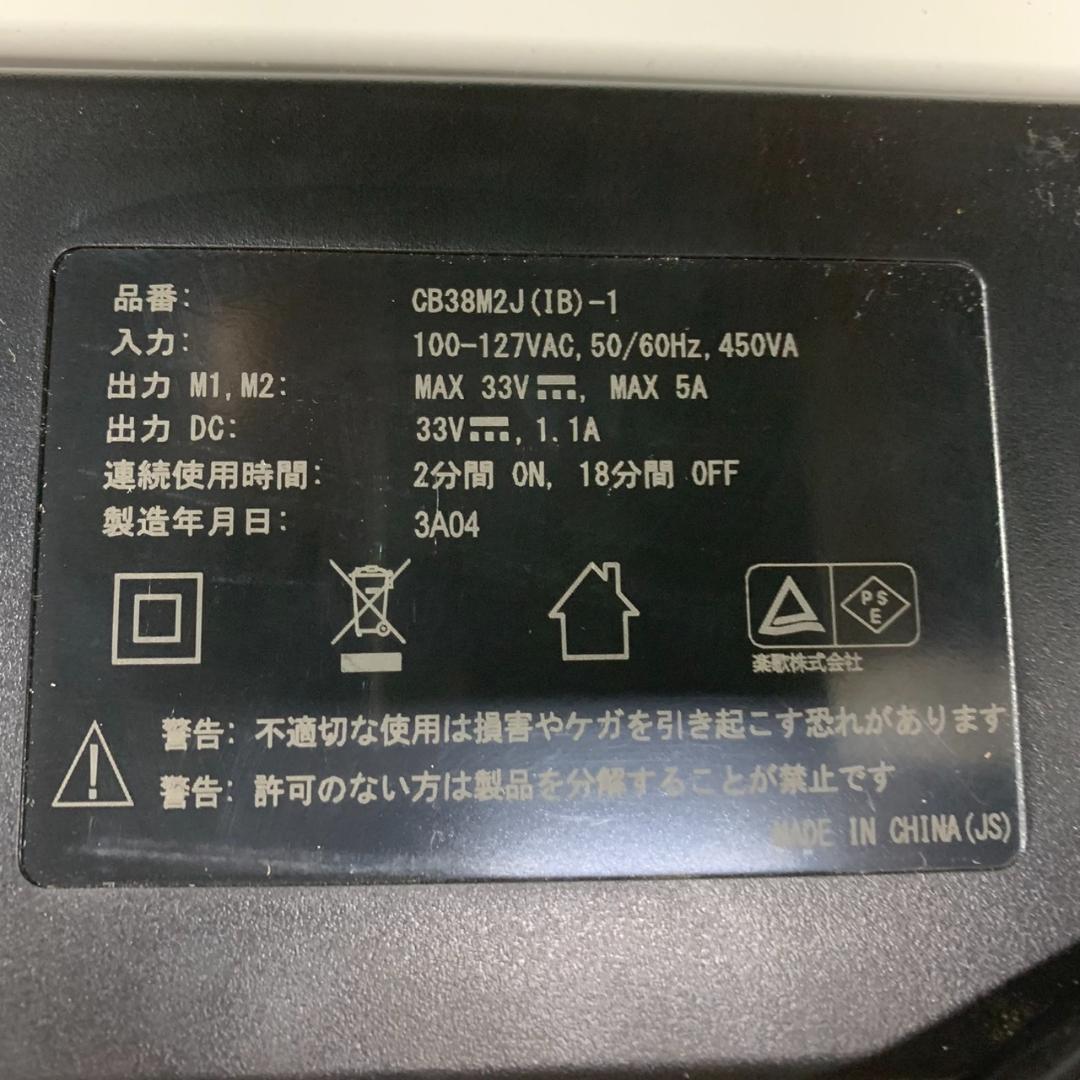 品番: CB38M2J(IB)-1
入力: 100-127VAC,50/60Hz,450VA
出力 M1,M2: MAX 33V⎓, MAX 5A
出力 DC: 33V⎓,1.1A
連続使用時間: 2分間 ON, 18分間 OFF
製造年月日: 3A04
PSE
楽歌株式会社
警告: 不適切な使用は損害やケガを引き起こす恐れがあります
警告: 許可のない方は製品を分解することが禁止です
MADE IN CHINA(JS)